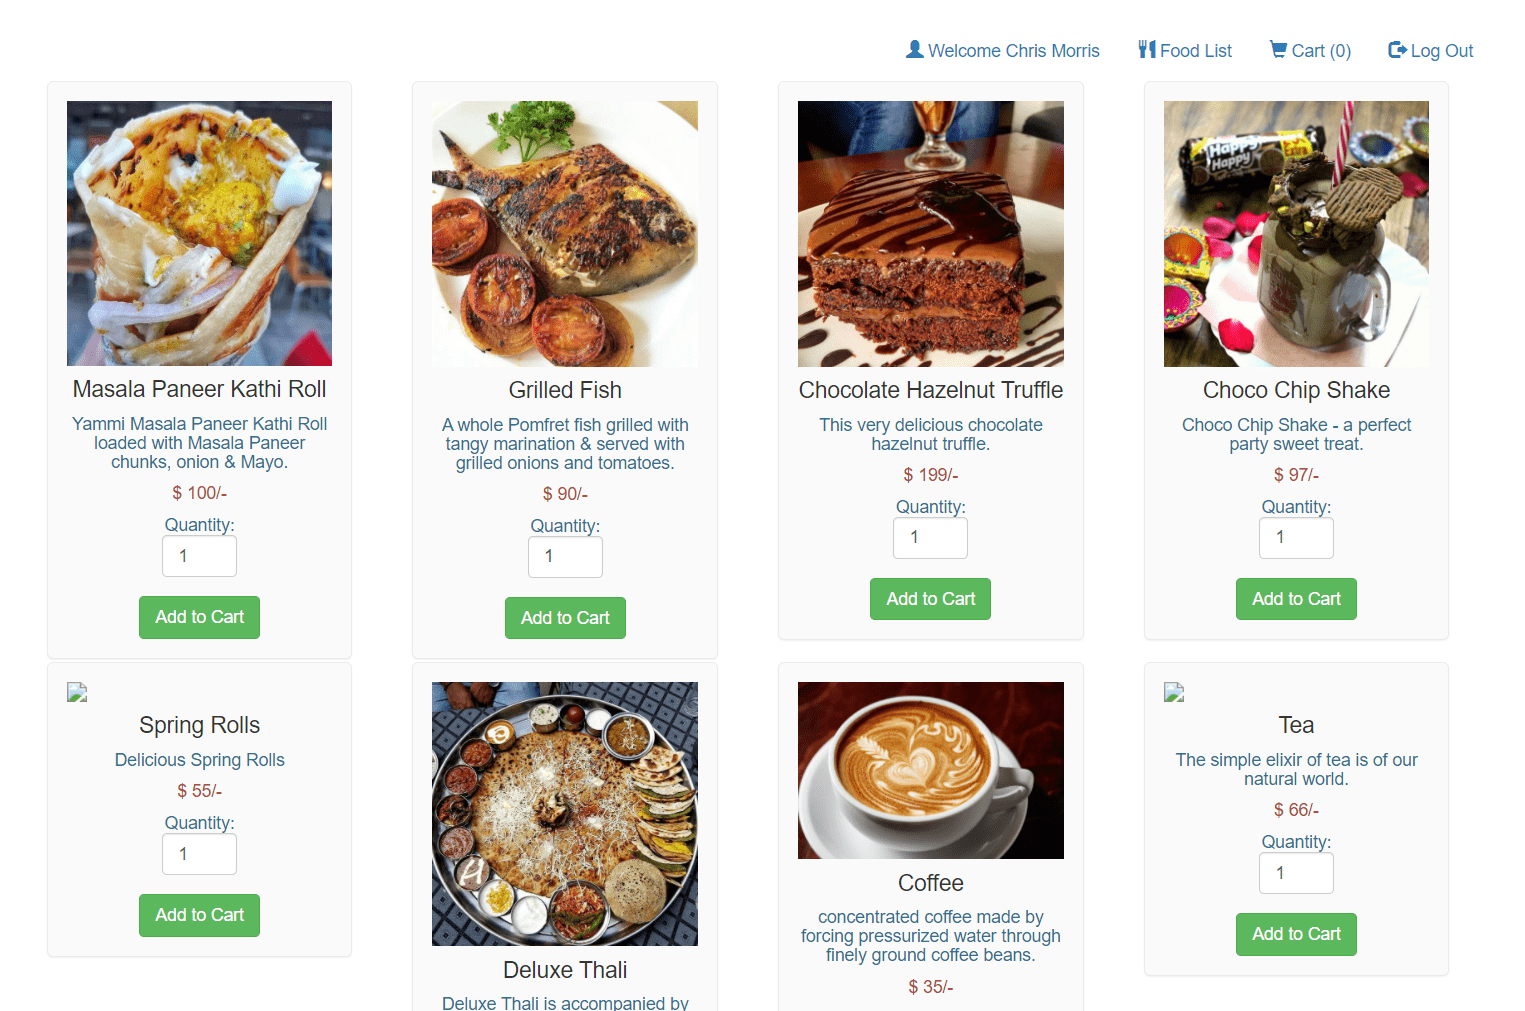 Welcome Chris Morris
Food List
Cart (0)
Log Out
Happy
Happy
Masala Paneer Kathi Roll
Yammi Masala Paneer Kathi Roll
loaded with Masala Paneer
chunks, onion & Mayo.
$ 100/-
Quantity:
1
Add to Cart
Grilled Fish
A whole Pomfret fish grilled with
tangy marination & served with
grilled onions and tomatoes.
$ 90/-
Quantity:
1
Add to Cart
Chocolate Hazelnut Truffle
This very delicious chocolate
hazelnut truffle.
$ 199/-
Quantity:
1
Add to Cart
Choco Chip Shake
Choco Chip Shake - a perfect
party sweet treat.
$ 97/-
Quantity:
1
Add to Cart
Spring Rolls
Delicious Spring Rolls
$ 55/-
Quantity:
1
Add to Cart
Deluxe Thali
Deluxe Thali is accompanied by
Coffee
concentrated coffee made by
forcing pressurized water through
finely ground coffee beans.
$ 35/-
Tea
The simple elixir of tea is of our
natural world.
$ 66/-
Quantity:
1
Add to Cart